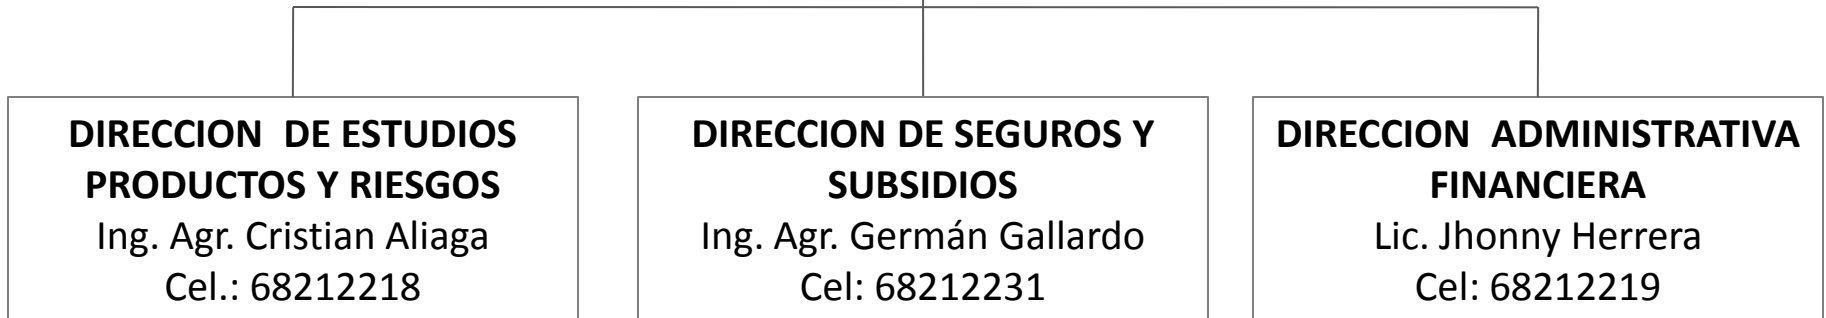 DIRECCION DE ESTUDIOS
PRODUCTOS Y RIESGOS
Ing. Agr. Cristian Aliaga
Cel.: 68212218
DIRECCION DE SEGUROS Y
SUBSIDIOS
Ing. Agr. Germán Gallardo
Cel: 68212231
DIRECCION ADMINISTRATIVA
FINANCIERA
Lic. Jhonny Herrera
Cel: 68212219